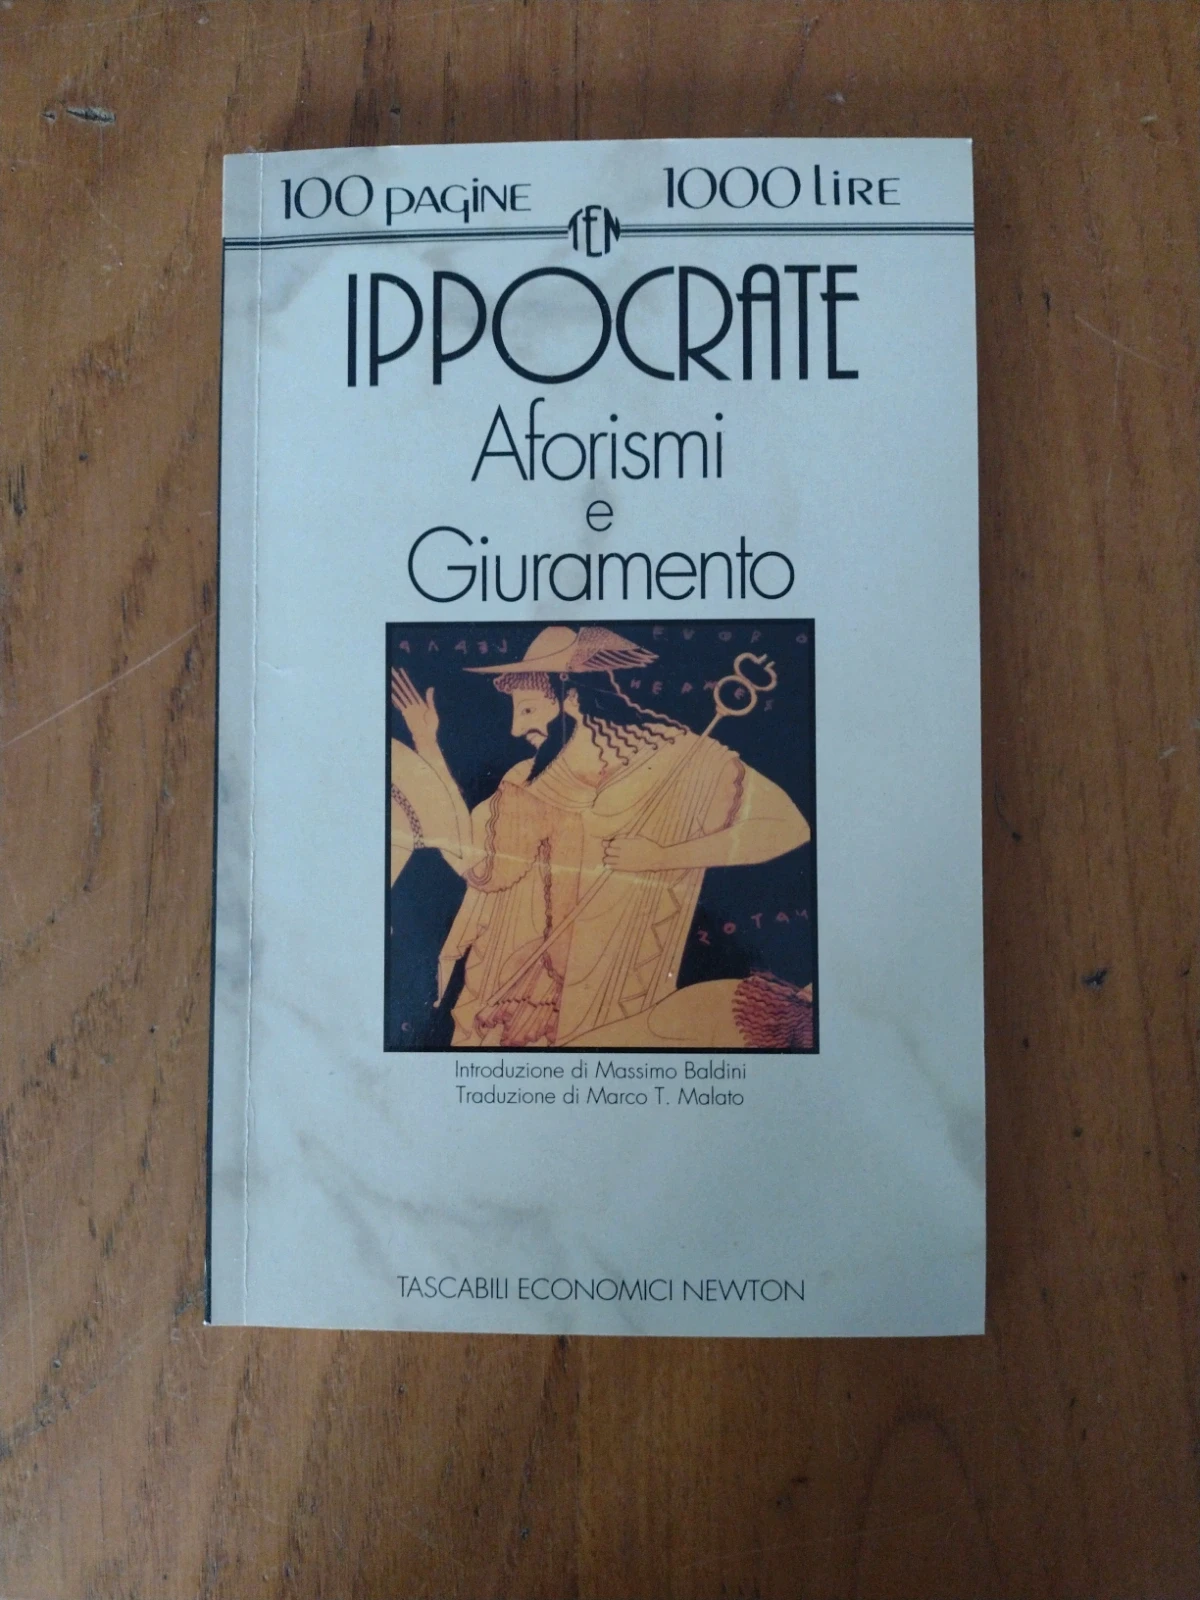 100 PAGINE 1000 LIRE
TEN
IPPOCRATE
Aforismi
e
Giuramento
HERMES
Introduzione di Massimo Baldini
Traduzione di Marco T. Malato
TASCABILI ECONOMICI NEWTON